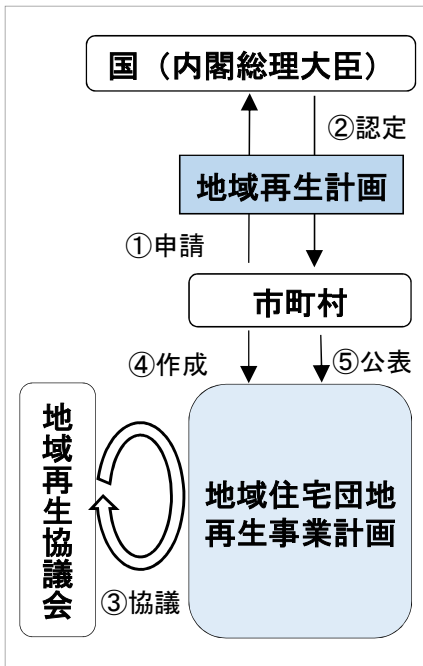 国（内閣総理大臣）
②認定
地域再生計画
①申請
市町村
④作成
⑤公表
地域再生協議会
地域住宅団地
再生事業計画
③協議